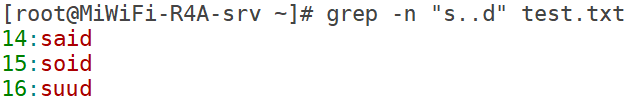 [root@MiWiFi-R4A-srv ~]# grep -n "s..d" test.txt
14:said
15:soid
16:suud